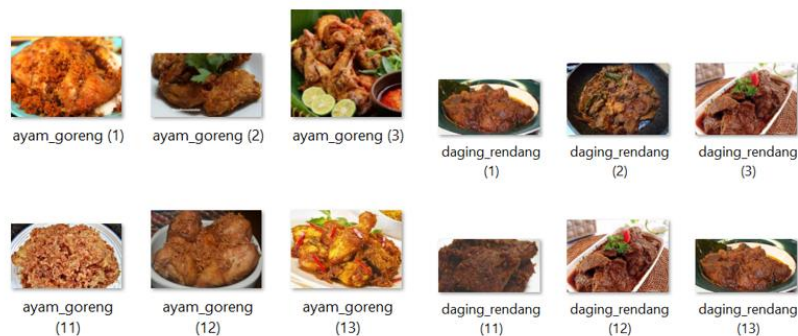 ayam_goreng (1)
ayam_goreng (2)
ayam_goreng (3)
daging_rendang
(1)
daging_rendang
(2)
daging_rendang
(3)
ayam_goreng
(11)
ayam_goreng
(12)
ayam_goreng
(13)
daging_rendang
(11)
daging_rendang
(12)
daging_rendang
(13)